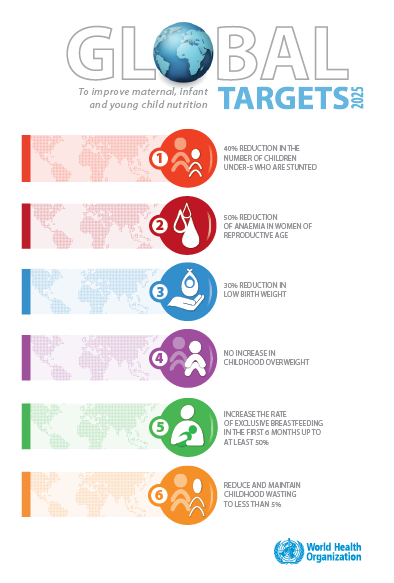 GLOBAL
To improve maternal, infant
and young child nutrition
TARGETS 2025
1
40% REDUCTION IN THE
NUMBER OF CHILDREN
UNDER-5 WHO ARE STUNTED
2
50% REDUCTION
OF ANAEMIA IN WOMEN OF
REPRODUCTIVE AGE
3
30% REDUCTION IN
LOW BIRTH WEIGHT
4
NO INCREASE IN
CHILDHOOD OVERWEIGHT
5
INCREASE THE RATE
OF EXCLUSIVE BREASTFEEDING
IN THE FIRST 6 MONTHS UP TO
AT LEAST 50%
6
REDUCE AND MAINTAIN
CHILDHOOD WASTING
TO LESS THAN 5%
World Health
Organization